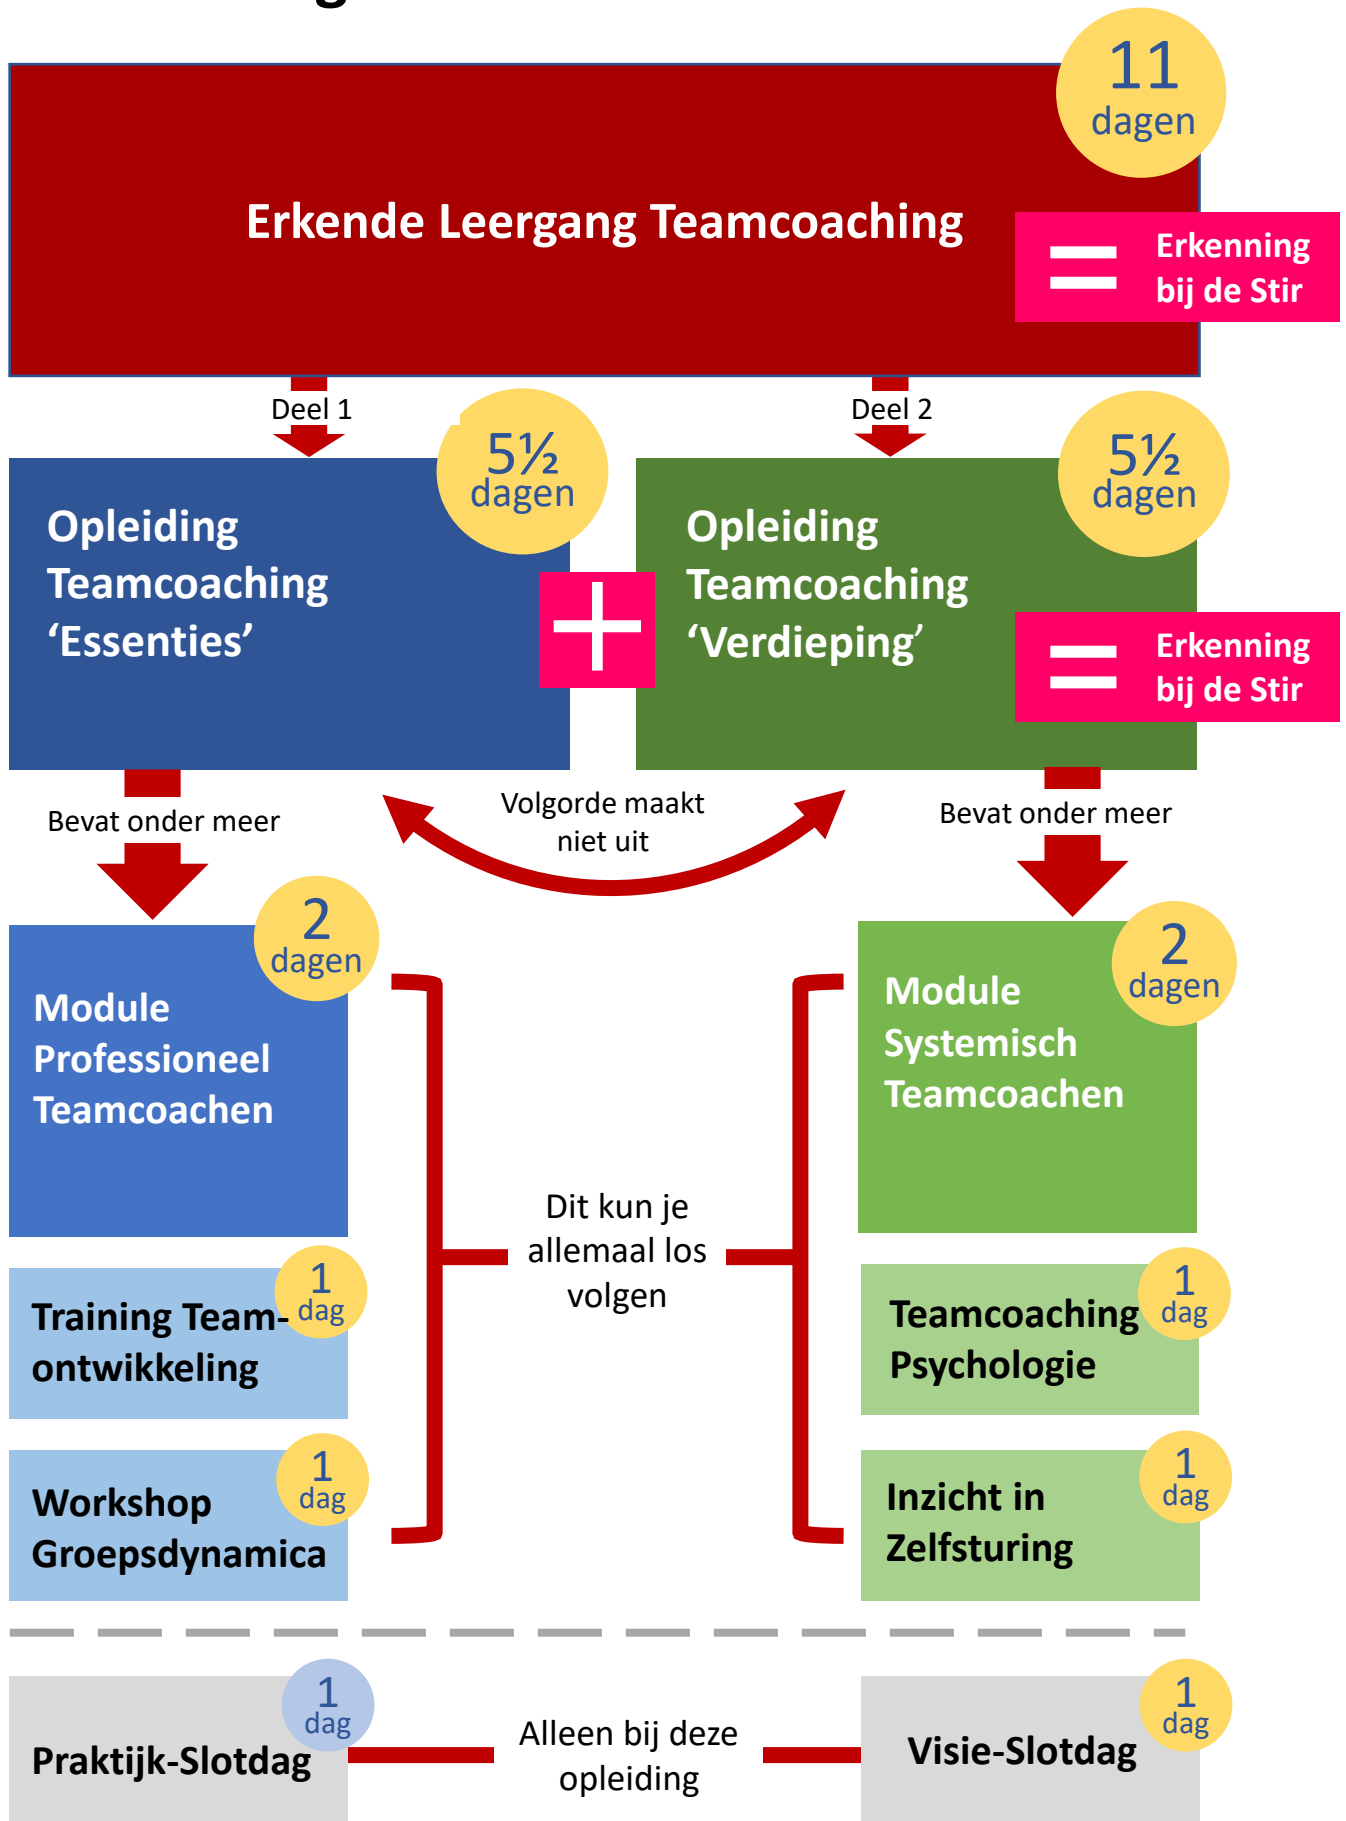 11
dagen
Erkende Leergang Teamcoaching
=
Erkenning
bij de Stir
Deel 1
Deel 2
5½
dagen
5½
dagen
Opleiding
Teamcoaching
‘Essenties’
+
Opleiding
Teamcoaching
‘Verdieping’
=
Erkenning
bij de Stir
Bevat onder meer
Volgorde maakt
niet uit
Bevat onder meer
2
dagen
Module
Professioneel
Teamcoachen
2
dagen
Module
Systemisch
Teamcoachen
Dit kun je
allemaal los
volgen
1
dag
Training Team-
ontwikkeling
1
dag
Teamcoaching
Psychologie
1
dag
Workshop
Groepsdynamica
1
dag
Inzicht in
Zelfsturing
1
dag
Praktijk-Slotdag
Alleen bij deze
opleiding
1
dag
Visie-Slotdag